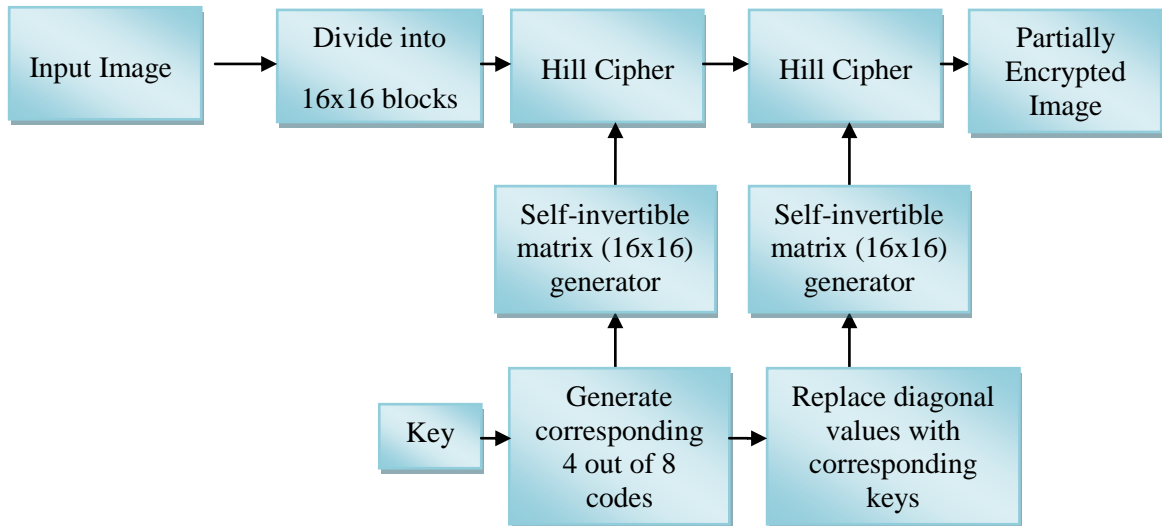 Input Image
Divide into
16x16 blocks
Hill Cipher
Hill Cipher
Partially
Encrypted
Image
Self-invertible
matrix (16x16)
generator
Self-invertible
matrix (16x16)
generator
Key
Generate
corresponding
4 out of 8
codes
Replace diagonal
values with
corresponding
keys